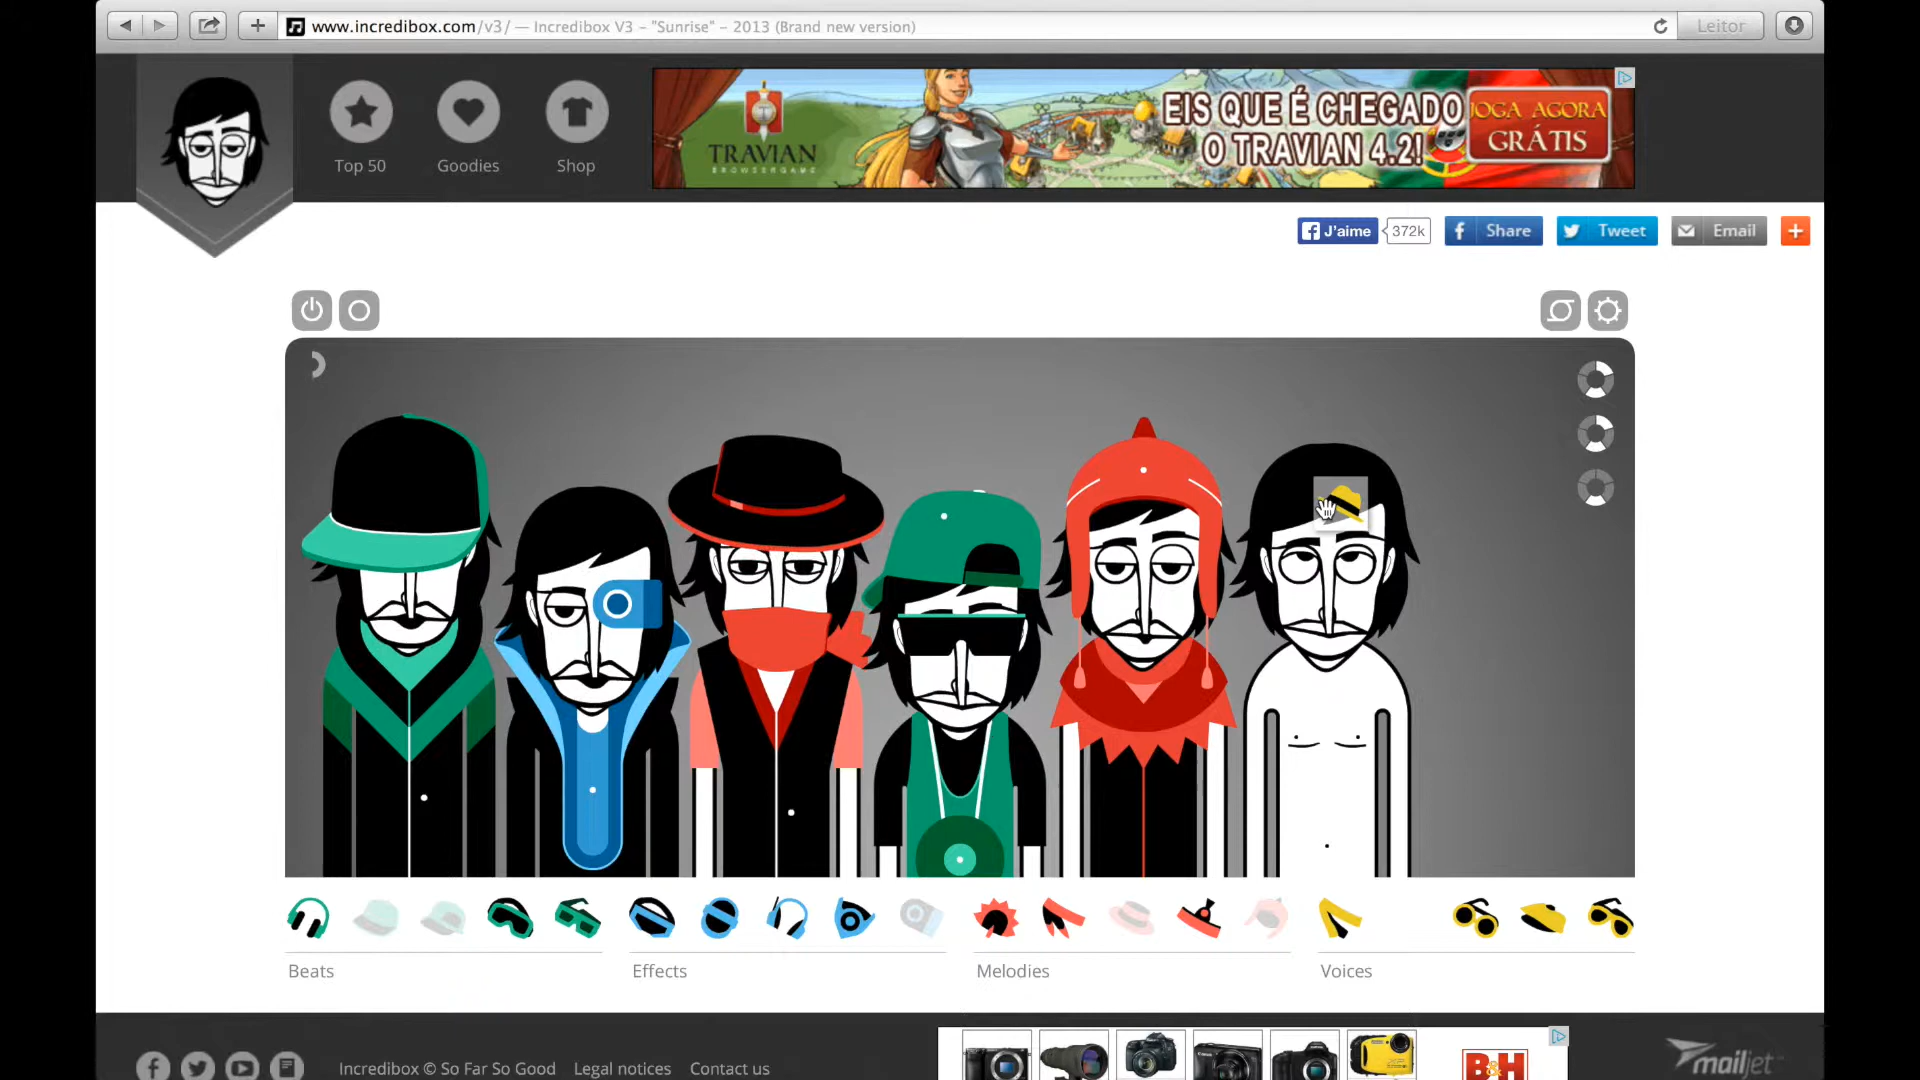 www.incredibox.com/v3/ — Incredibox V3 - "Sunrise" - 2013 (Brand new version)
Leitor
Top 50
Goodies
Shop
TRAVIAN
BROWSERGAME
EIS QUE É CHEGADO
O TRAVIAN 4.2!
JOGA AGORA
GRÁTIS
J'aime
372k
Share
Tweet
Email
Beats
Effects
Melodies
Voices
Incredibox © So Far So Good
Legal notices
Contact us
B&H
mailjet